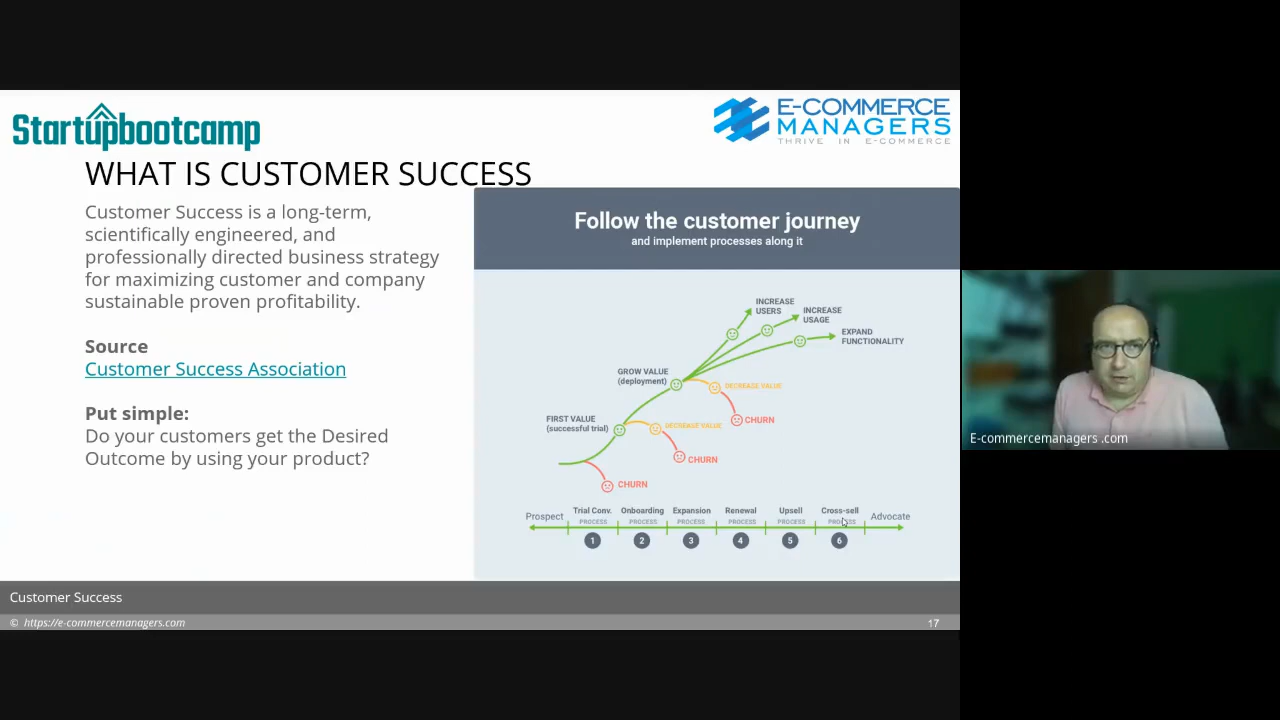 Startupbootcamp
E-COMMERCE
MANAGERS
THRIVE IN E-COMMERCE
WHAT IS CUSTOMER SUCCESS
Customer Success is a long-term,
scientifically engineered, and
professionally directed business strategy
for maximizing customer and company
sustainable proven profitability.
Source
Customer Success Association
Put simple:
Do your customers get the Desired
Outcome by using your product?
Follow the customer journey
and implement processes along it
INCREASE
USERS
INCREASE
USAGE
EXPAND
FUNCTIONALITY
GROW VALUE
(deployment)
DECREASE VALUE
CHURN
FIRST VALUE
(successful trial)
DECREASE VALUE
CHURN
CHURN
Prospect
Trial Conv. Onboarding Expansion Renewal Upsell Cross-sell
Advocate
PROCESS PROCESS PROCESS PROCESS PROCESS PROCESS
1 2 3 4 5 6
E-commercemanagers .com
Customer Success
© https://e-commercemanagers.com
17